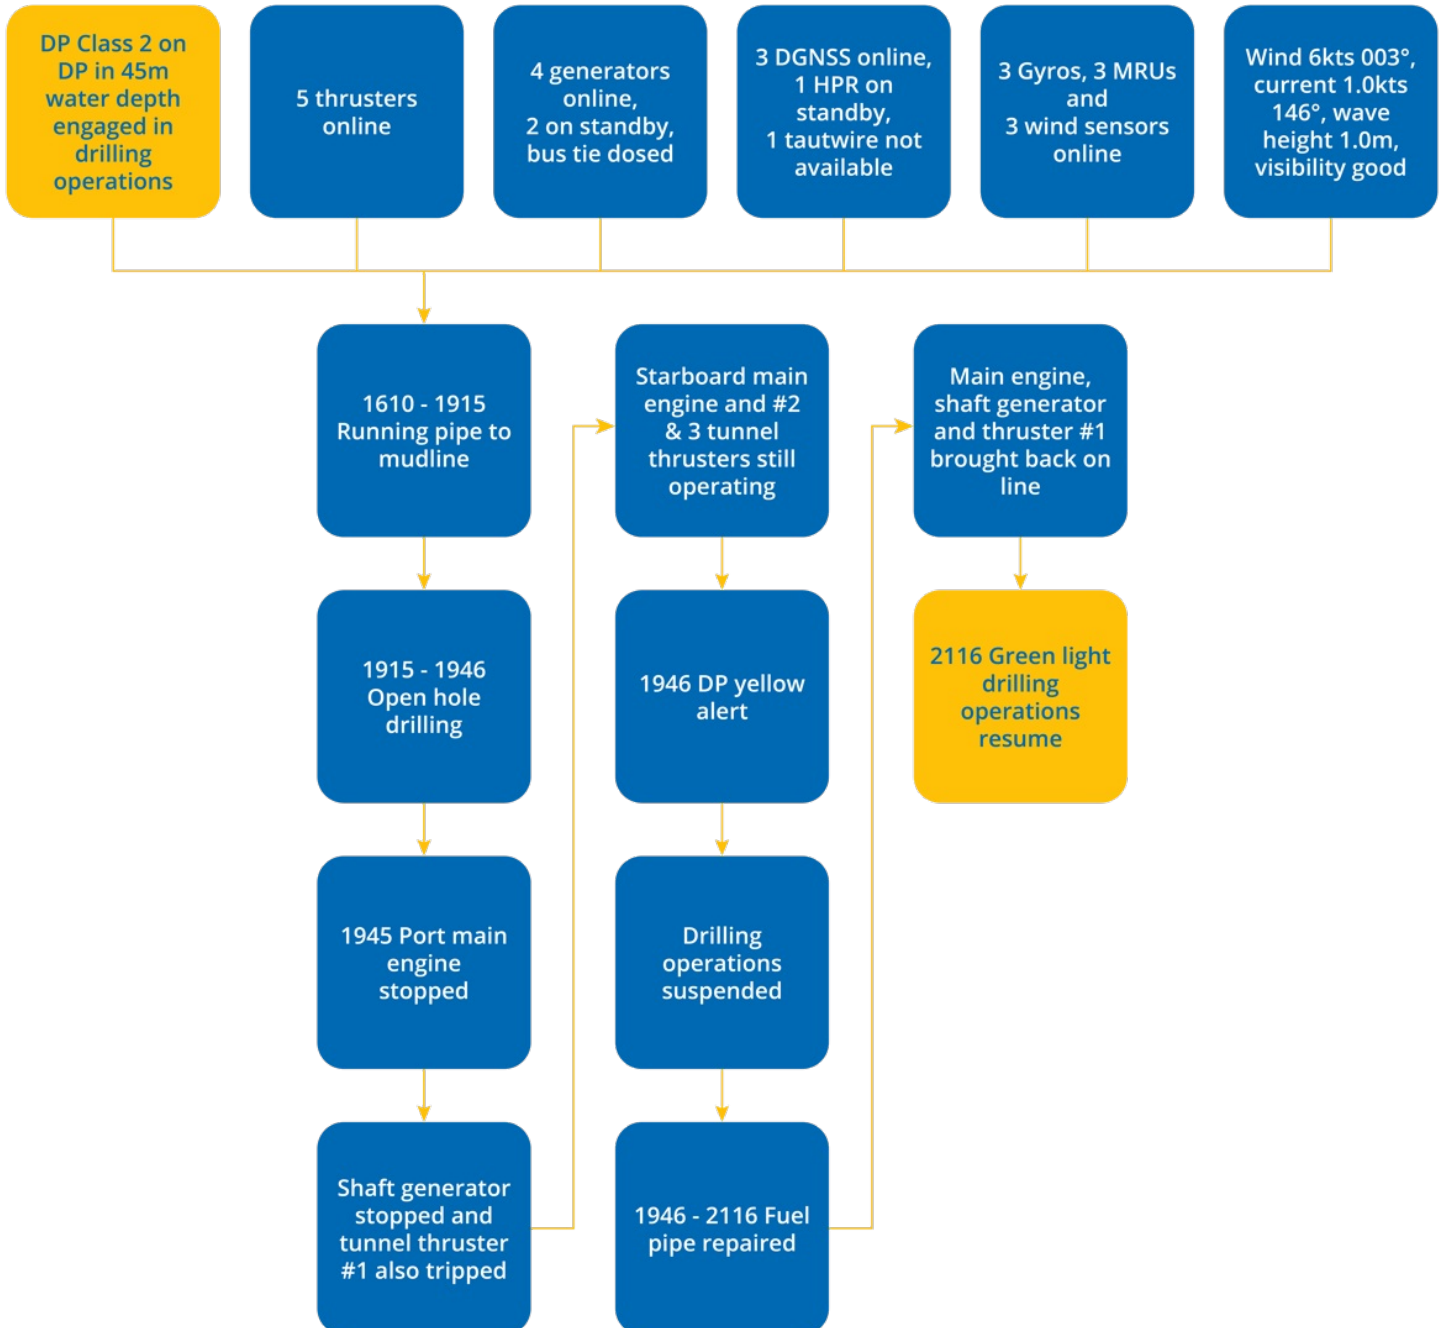 DP Class 2 on
DP in 45m
water depth
engaged in
drilling
operations
5 thrusters
online
4 generators
online,
2 on standby,
bus tie dosed
3 DGNSS online,
1 HPR on
standby,
1 tautwire not
available
3 Gyros, 3 MRUs
and
3 wind sensors
online
Wind 6kts 003°,
current 1.0kts
146°, wave
height 1.0m,
visibility good
1610 - 1915
Running pipe to
mudline
1915 - 1946
Open hole
drilling
1945 Port main
engine
stopped
Shaft generator
stopped and
tunnel thruster
#1 also tripped
Starboard main
engine and #2
& 3 tunnel
thrusters still
operating
1946 DP yellow
alert
Drilling
operations
suspended
1946 - 2116 Fuel
pipe repaired
Main engine,
shaft generator
and thruster #1
brought back on
line
2116 Green light
drilling
operations
resume